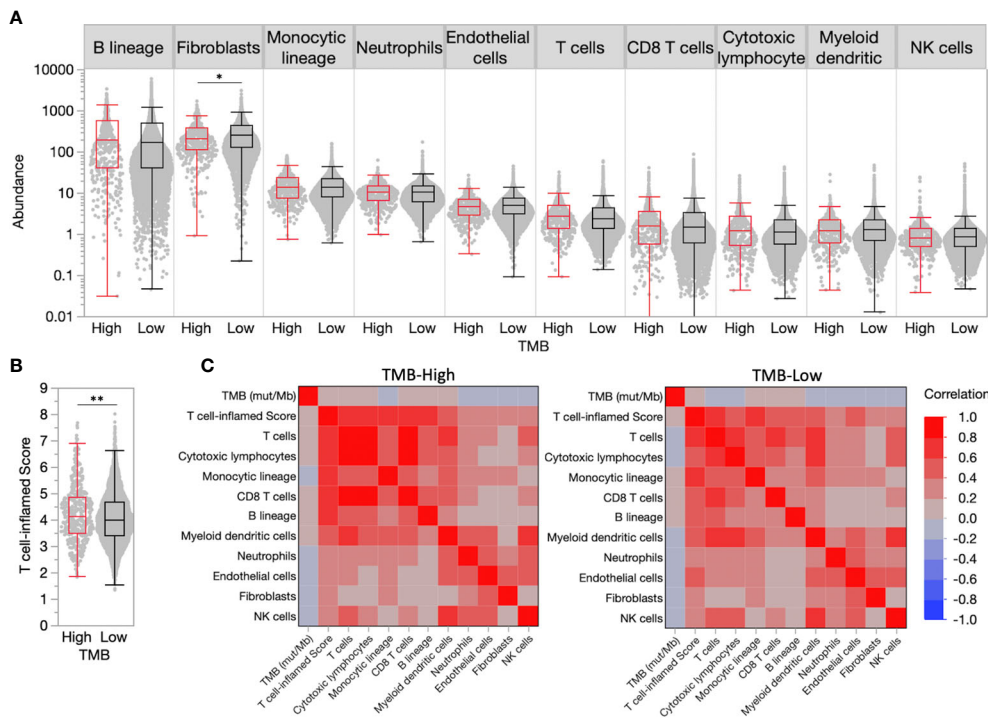 A
B lineage
Fibroblasts
Monocytic
lineage
Neutrophils
Endothelial
cells
T cells
CD8 T cells
Cytotoxic
lymphocyte
Myeloid
dendritic
NK cells
10000
1000
100
10
1
0.1
0.01
Abundance
*
High Low High Low High Low High Low High Low High Low High Low High Low High Low High Low
TMB
B
9
8
7
6
5
4
3
2
1
0
T cell-inflamed Score
**
High Low
TMB
C
TMB-High
TMB (mut/Mb)
T cell-inflamed Score
T cells
Cytotoxic lymphocytes
Monocytic lineage
CD8 T cells
B lineage
Myeloid dendritic cells
Neutrophils
Endothelial cells
Fibroblasts
NK cells
TMB (mut/Mb)
T cell-inflamed Score
T cells
Cytotoxic lymphocytes
Monocytic lineage
CD8 T cells
B lineage
Myeloid dendritic cells
Neutrophils
Endothelial cells
Fibroblasts
NK cells
TMB-Low
TMB (mut/Mb)
T cell-inflamed Score
T cells
Cytotoxic lymphocytes
Monocytic lineage
CD8 T cells
B lineage
Myeloid dendritic cells
Neutrophils
Endothelial cells
Fibroblasts
NK cells
TMB (mut/Mb)
T cell-inflamed Score
T cells
Cytotoxic lymphocytes
Monocytic lineage
CD8 T cells
B lineage
Myeloid dendritic cells
Neutrophils
Endothelial cells
Fibroblasts
NK cells
Correlation
1.0
0.8
0.6
0.4
0.2
0.0
-0.2
-0.4
-0.6
-0.8
-1.0